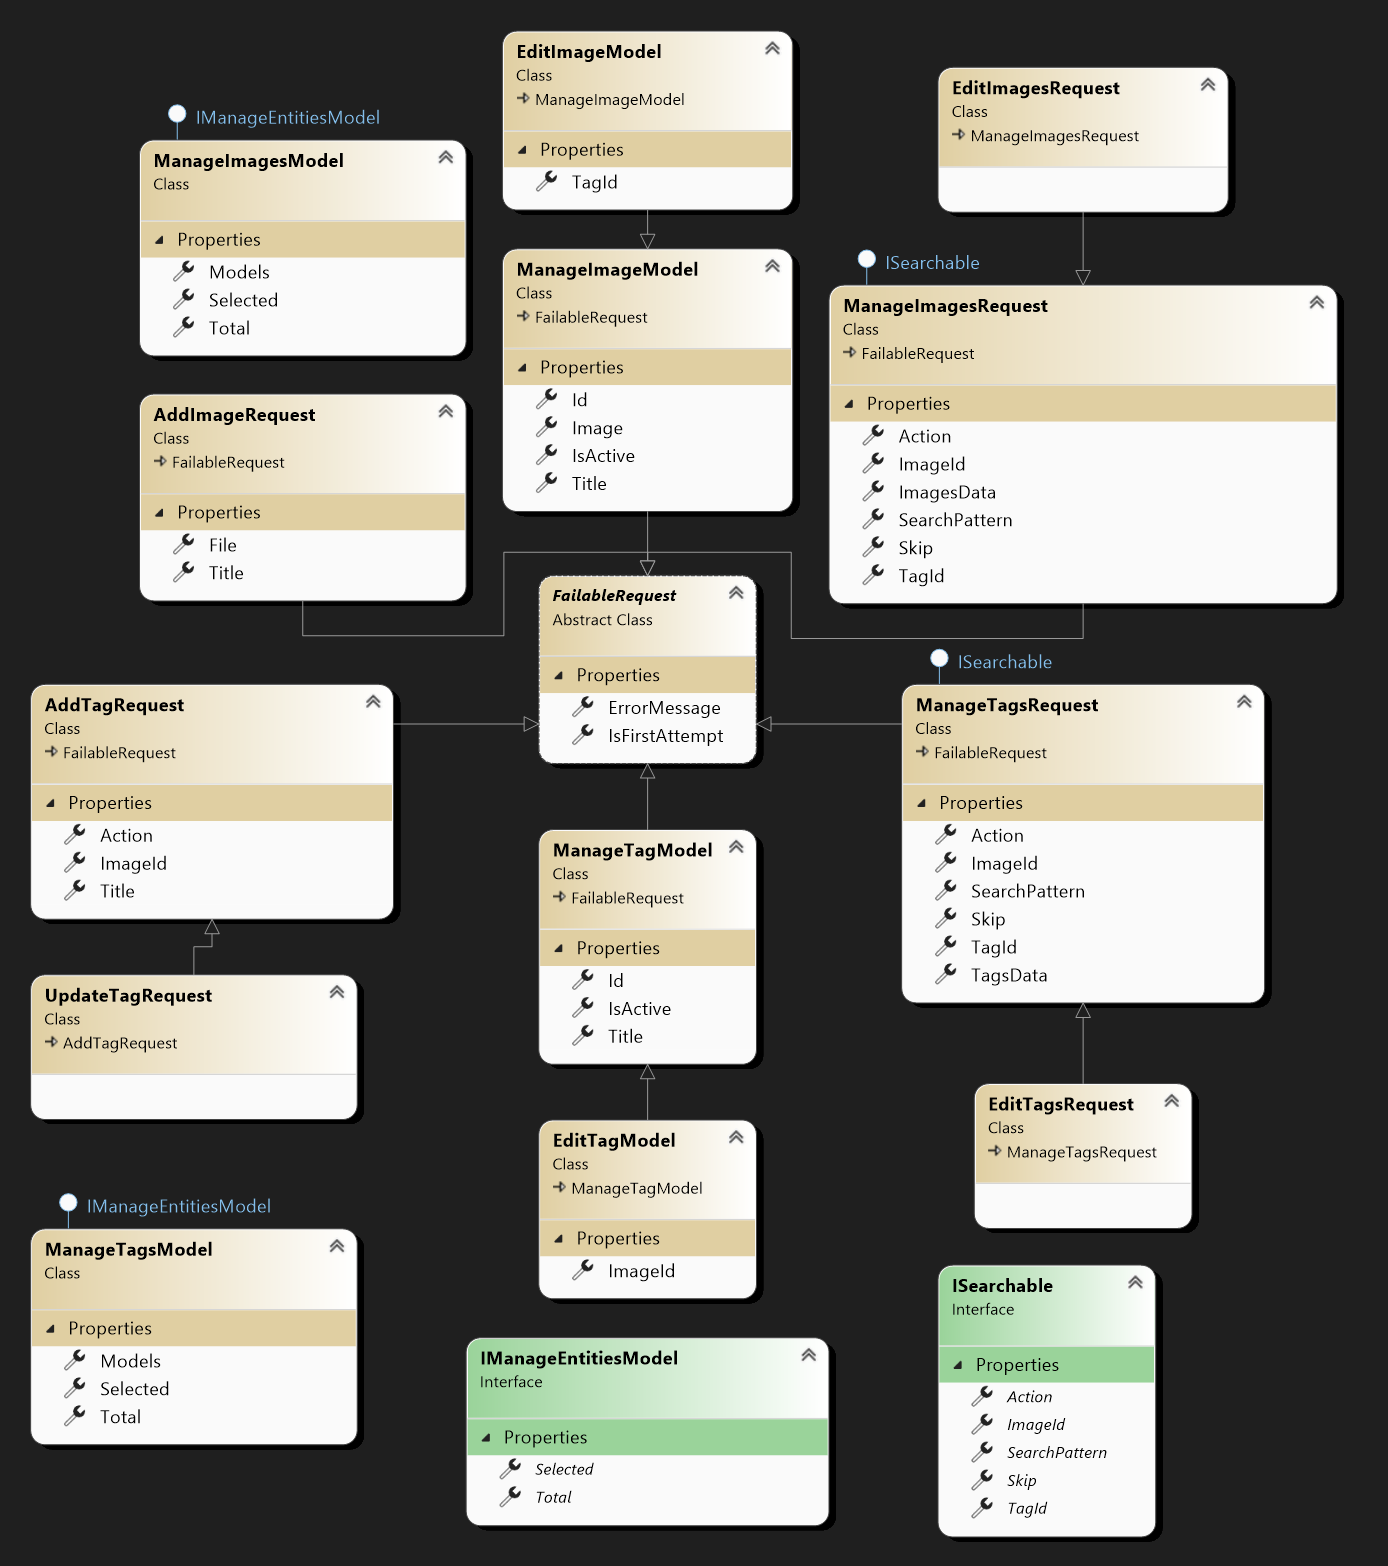 EditImageModel
Class
ManageImageModel
Properties
TagId
EditImagesRequest
Class
ManageImagesRequest
IManageEntitiesModel
ManageImagesModel
Class
Properties
Models
Selected
Total
ManageImageModel
Class
FailableRequest
Properties
Id
Image
IsActive
Title
ISearchable
ManageImagesRequest
Class
FailableRequest
Properties
Action
ImageId
ImagesData
SearchPattern
Skip
TagId
AddImageRequest
Class
FailableRequest
Properties
File
Title
FailableRequest
Abstract Class
Properties
ErrorMessage
IsFirstAttempt
AddTagRequest
Class
FailableRequest
Properties
Action
ImageId
Title
ISearchable
ManageTagsRequest
Class
FailableRequest
Properties
Action
ImageId
SearchPattern
Skip
TagId
TagsData
ManageTagModel
Class
FailableRequest
Properties
Id
IsActive
Title
UpdateTagRequest
Class
AddTagRequest
EditTagModel
Class
ManageTagModel
Properties
ImageId
EditTagsRequest
Class
ManageTagsRequest
IManageEntitiesModel
ManageTagsModel
Class
Properties
Models
Selected
Total
IManageEntitiesModel
Interface
Properties
Selected
Total
ISearchable
Interface
Properties
Action
ImageId
SearchPattern
Skip
TagId